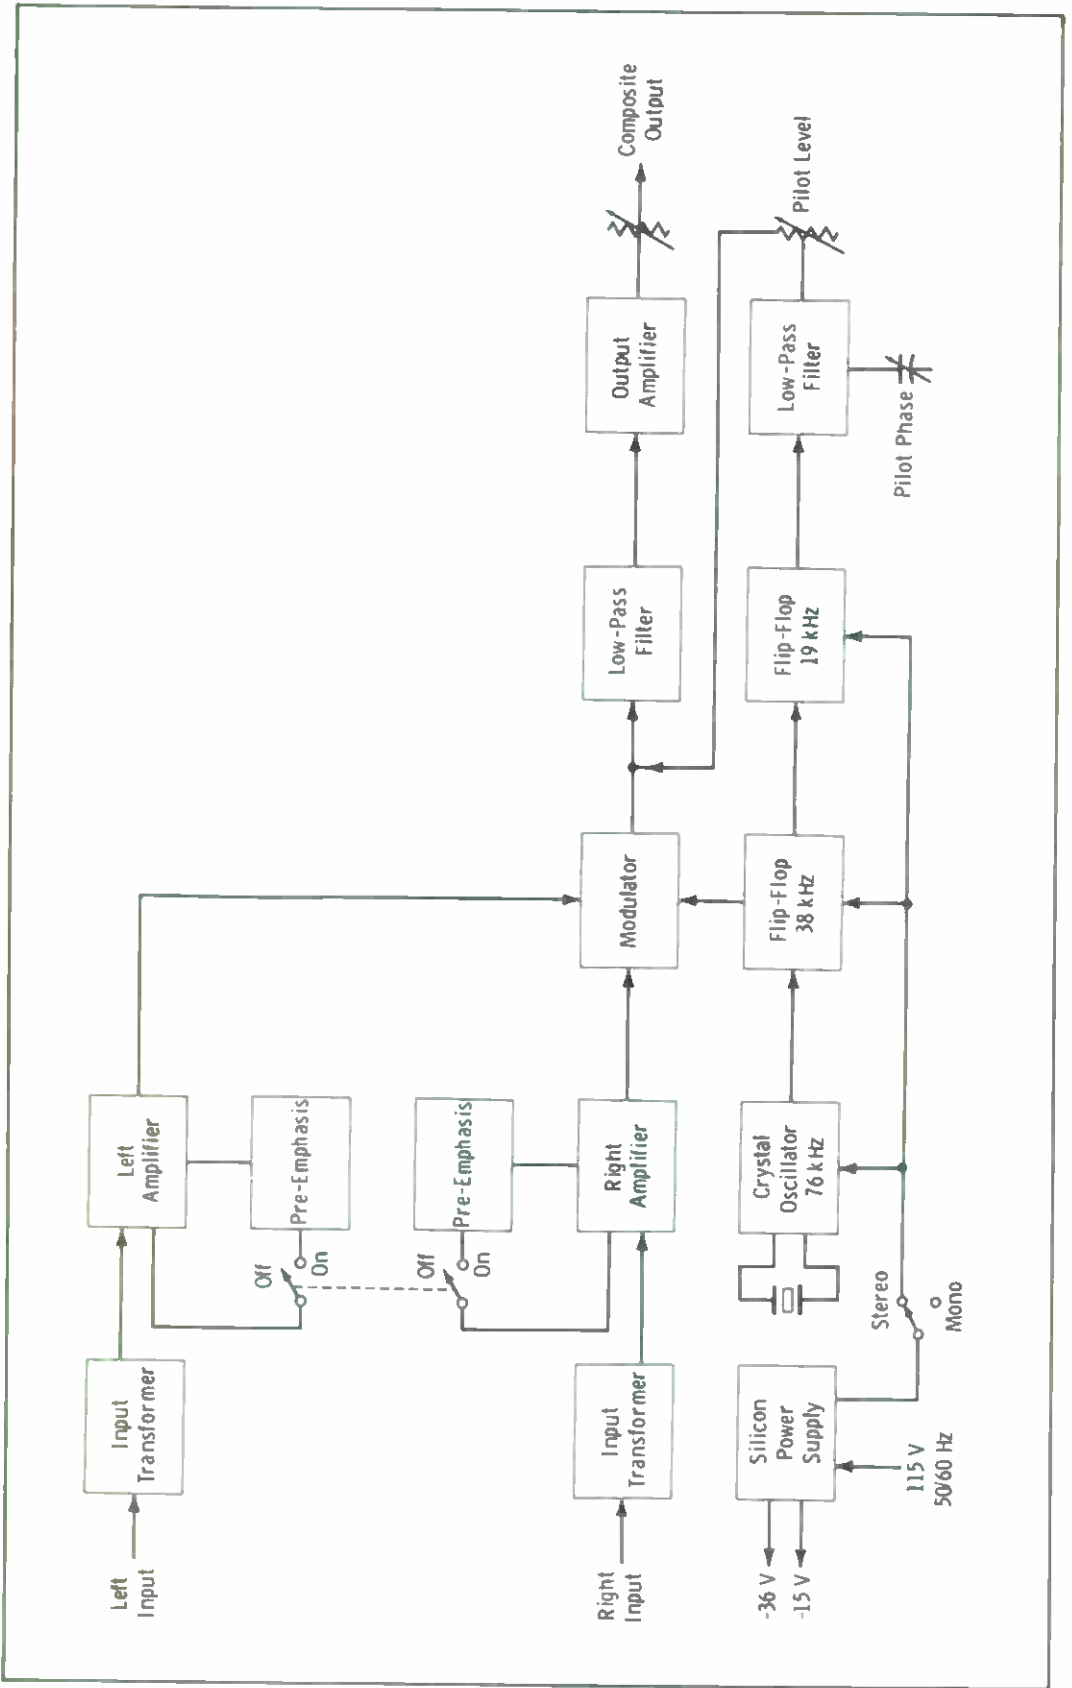 Left
Input
Input
Transformer
Off
On
Left
Amplifier
Pre-Emphasis
Off
On
Pre-Emphasis
Right
Input
Input
Transformer
Right
Amplifier
Modulator
Low-Pass
Filter
Output
Amplifier
Composite
Output
-36 V
-15 V
Silicon
Power
Supply
115 V
50/60 Hz
Stereo
Mono
Crystal
Oscillator
76 kHz
Flip-Flop
38 kHz
Flip-Flop
19 kHz
Low-Pass
Filter
Pilot Level
Pilot Phase